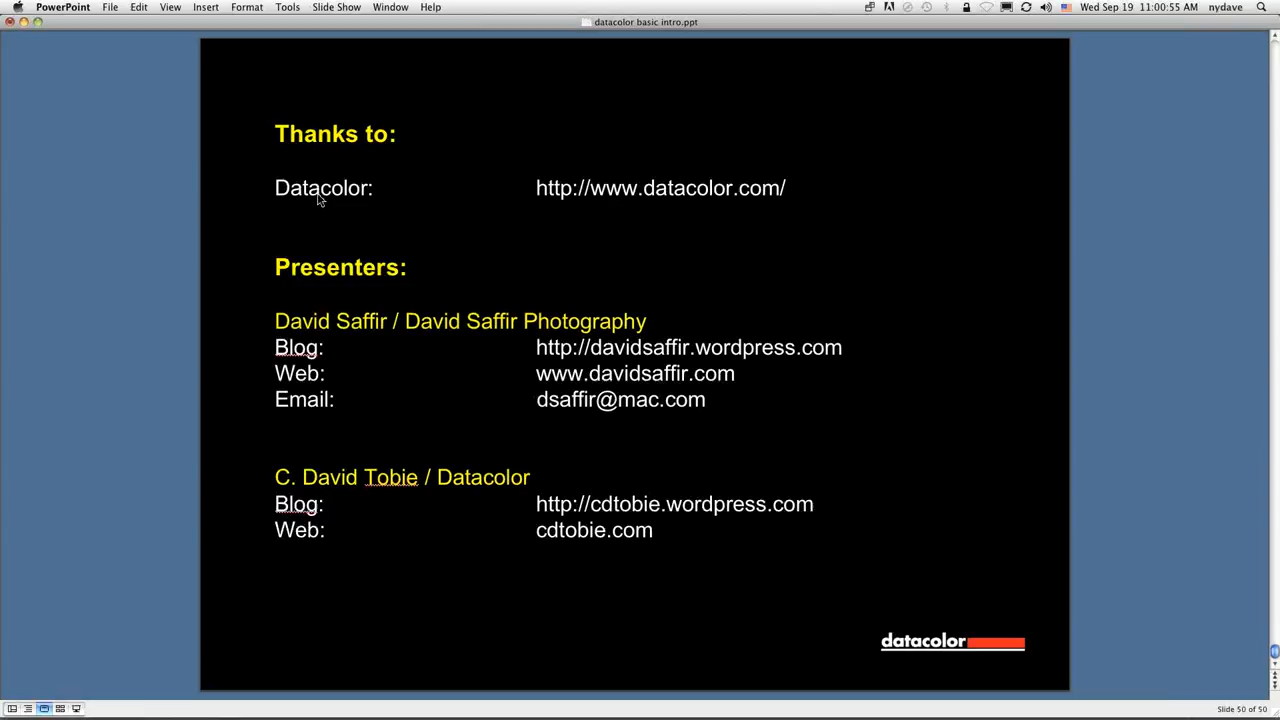 PowerPoint File Edit View Insert Format Tools Slide Show Window Help Wed Sep 19 11:00:55 AM nydave
datacolor basic intro.ppt
Thanks to:
Datacolor: http://www.datacolor.com/
Presenters:
David Saffir / David Saffir Photography
Blog: http://davidsaffir.wordpress.com
Web: www.davidsaffir.com
Email: dsaffir@mac.com
C. David Tobie / Datacolor
Blog: http://cdtobie.wordpress.com
Web: cdtobie.com
datacolor
Slide 50 of 50